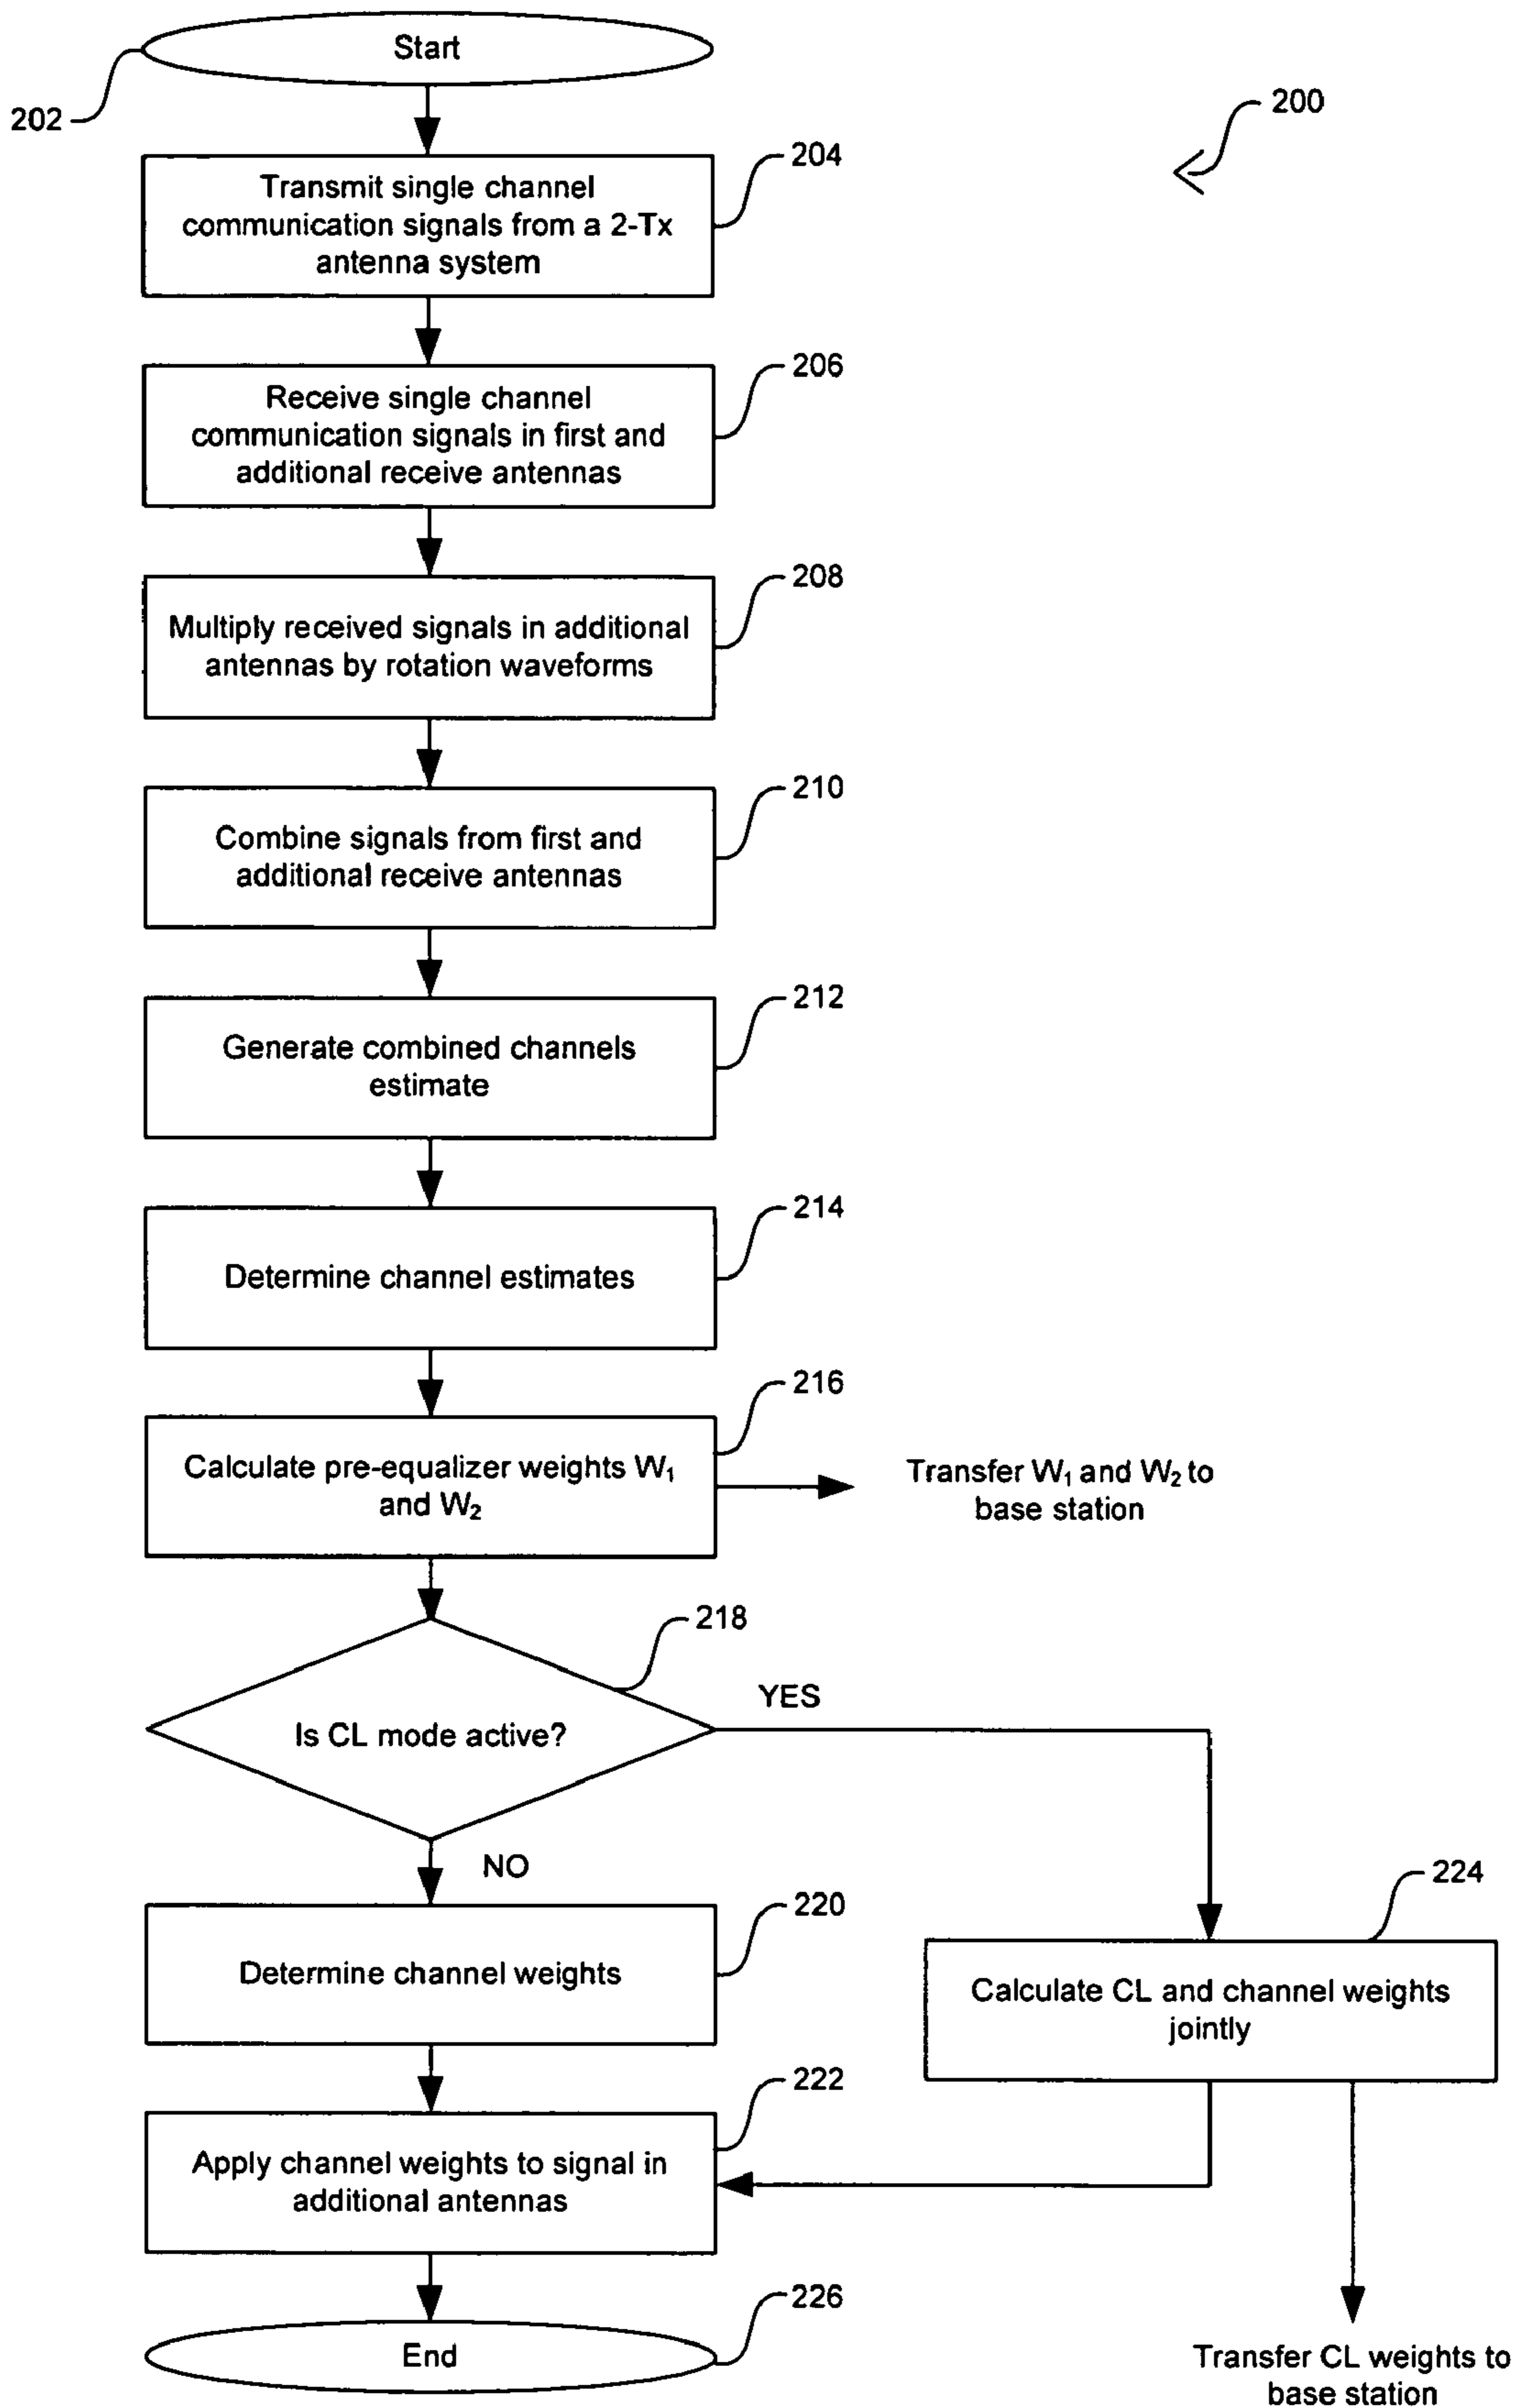 Start
202
200
204
Transmit single channel
communication signals from a 2-Tx
antenna system
206
Receive single channel
communication signals in first and
additional receive antennas
208
Multiply received signals in additional
antennas by rotation waveforms
210
Combine signals from first and
additional receive antennas
212
Generate combined channels
estimate
214
Determine channel estimates
216
Calculate pre-equalizer weights W₁
and W₂
Transfer W₁ and W₂ to
base station
218
Is CL mode active?
YES
NO
220
Determine channel weights
224
Calculate CL and channel weights
jointly
222
Apply channel weights to signal in
additional antennas
226
End
Transfer CL weights to
base station